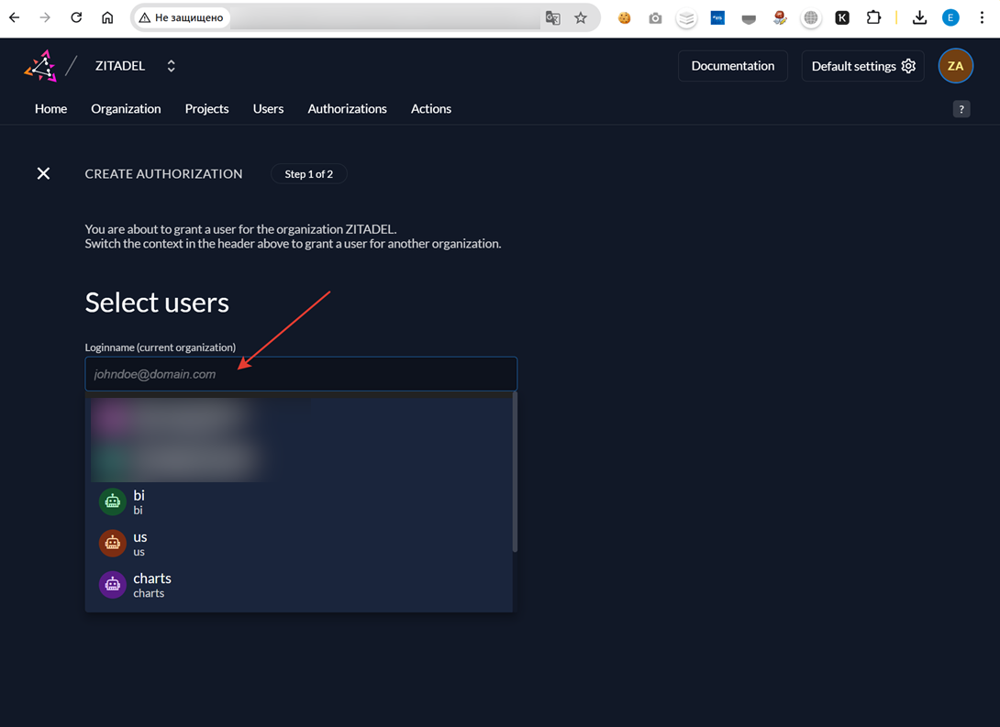 Не защищено
E
ZITADEL
Documentation
Default settings
ZA
Home Organization Projects Users Authorizations Actions
?
CREATE AUTHORIZATION
Step 1 of 2
You are about to grant a user for the organization ZITADEL.
Switch the context in the header above to grant a user for another organization.
Select users
Loginname (current organization)
johndoe@domain.com
bi
bi
us
us
charts
charts